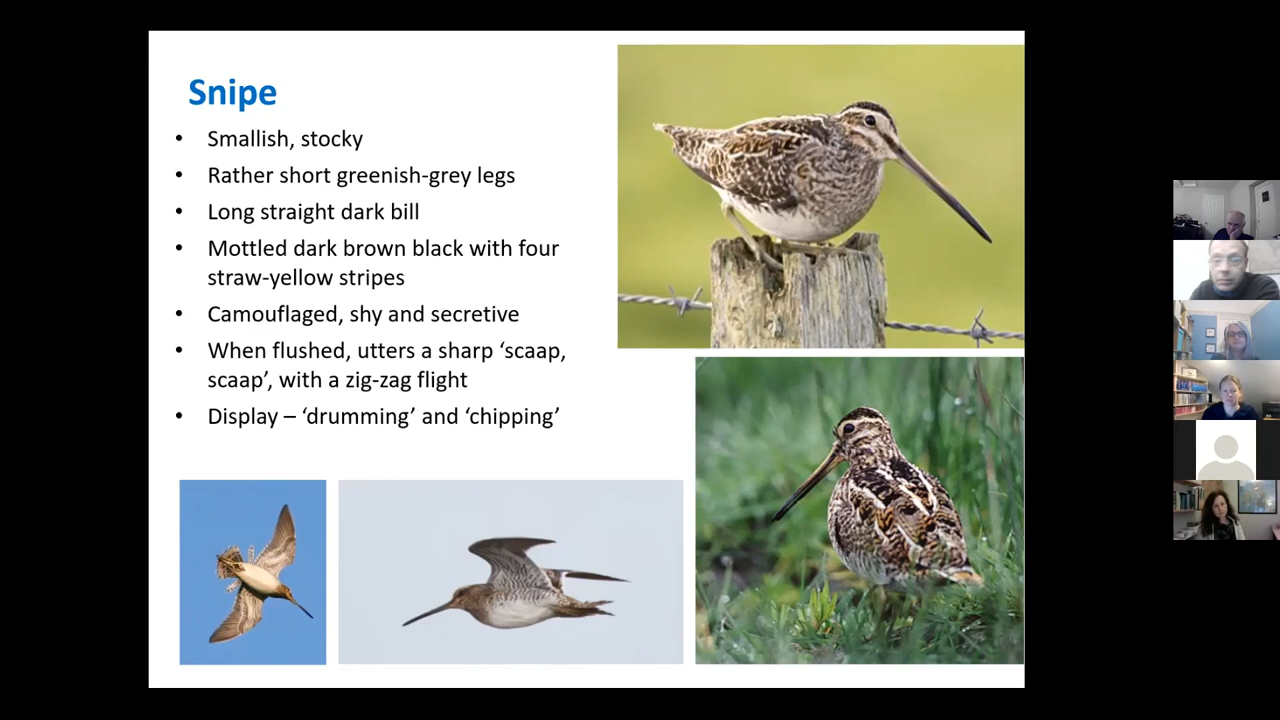 Snipe
• Smallish, stocky
• Rather short greenish-grey legs
• Long straight dark bill
• Mottled dark brown black with four
straw-yellow stripes
• Camouflaged, shy and secretive
• When flushed, utters a sharp ‘scaap,
scaap’, with a zig-zag flight
• Display – ‘drumming’ and ‘chipping’